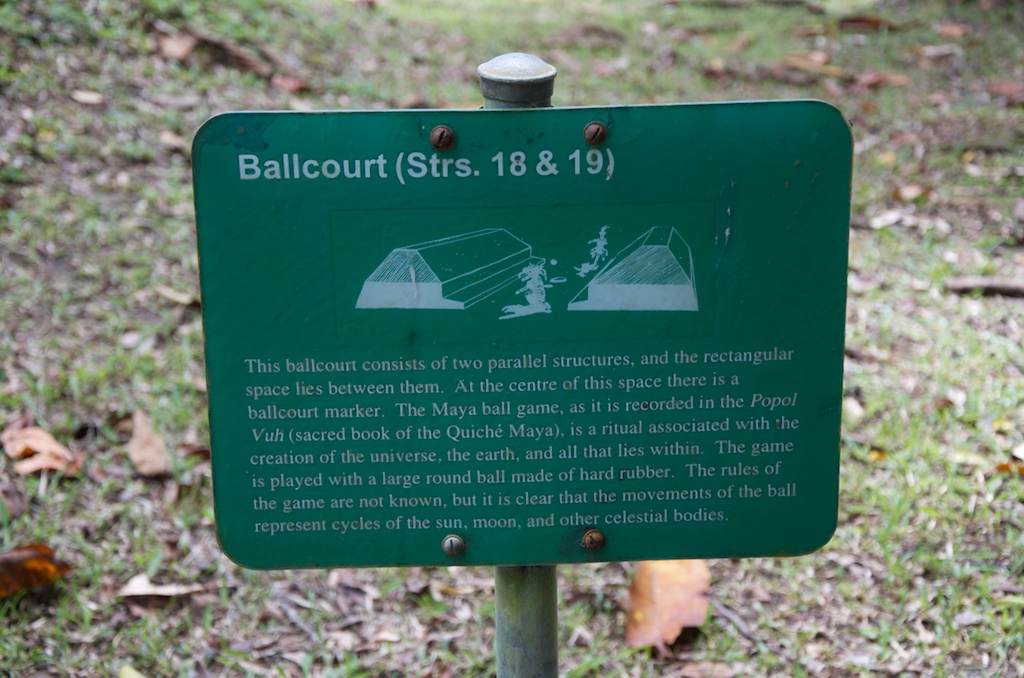 Ballcourt (Strs. 18 & 19)
This ballcourt consists of two parallel structures, and the rectangular
space lies between them. At the centre of this space there is a
ballcourt marker. The Maya ball game, as it is recorded in the Popol
Vuh (sacred book of the Quiché Maya), is a ritual associated with the
creation of the universe, the earth, and all that lies within. The game
is played with a large round ball made of hard rubber. The rules of
the game are not known, but it is clear that the movements of the ball
represent cycles of the sun, moon, and other celestial bodies.